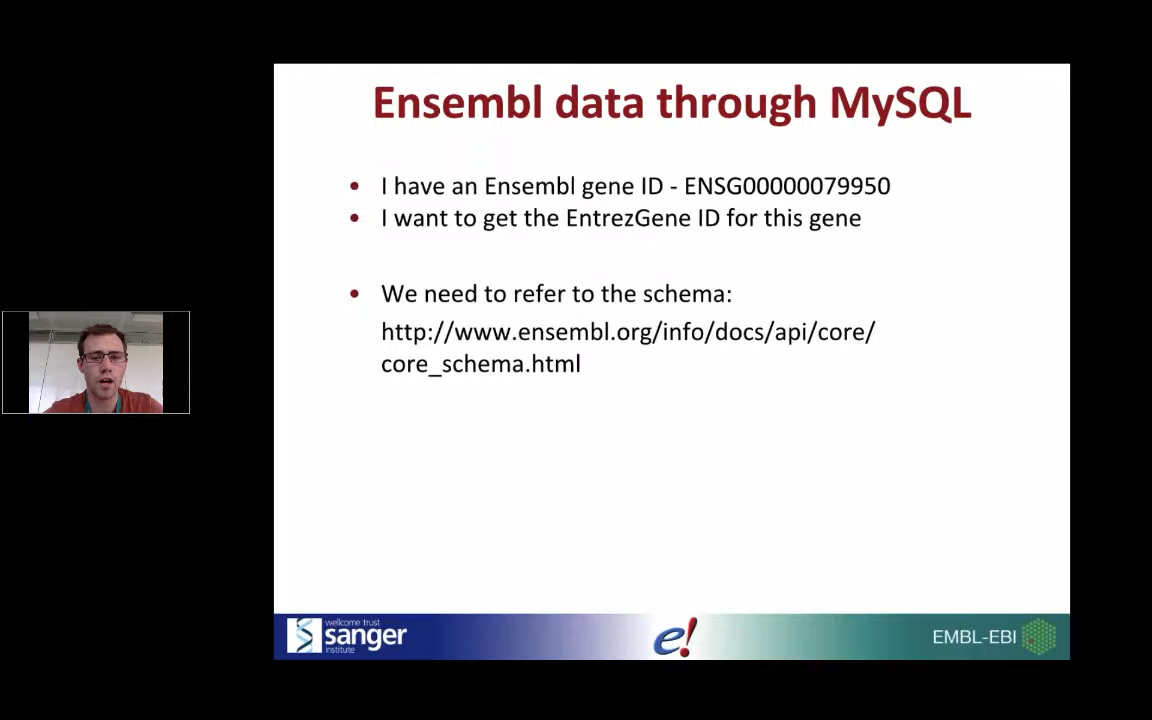 Ensembl data through MySQL
• I have an Ensembl gene ID - ENSG00000079950
• I want to get the EntrezGene ID for this gene
• We need to refer to the schema:
http://www.ensembl.org/info/docs/api/core/
core_schema.html
wellcome trust
sanger
institute
e!
EMBL-EBI